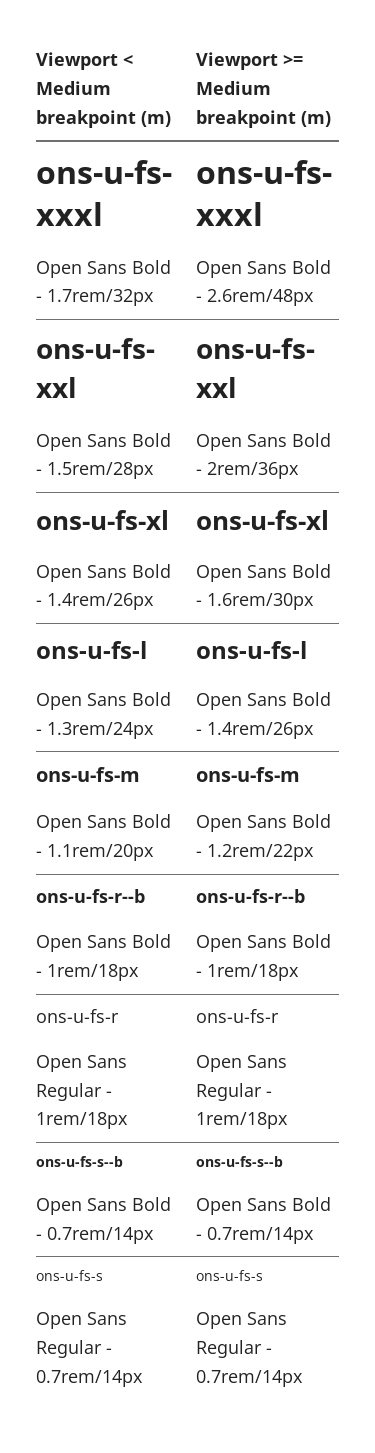 Viewport <
Medium
breakpoint (m)
Viewport >=
Medium
breakpoint (m)
ons-u-fs-
xxxl
Open Sans Bold
- 1.7rem/32px
ons-u-fs-
xxxl
Open Sans Bold
- 2.6rem/48px
ons-u-fs-
xxl
Open Sans Bold
- 1.5rem/28px
ons-u-fs-
xxl
Open Sans Bold
- 2rem/36px
ons-u-fs-xl
Open Sans Bold
- 1.4rem/26px
ons-u-fs-xl
Open Sans Bold
- 1.6rem/30px
ons-u-fs-l
Open Sans Bold
- 1.3rem/24px
ons-u-fs-l
Open Sans Bold
- 1.4rem/26px
ons-u-fs-m
Open Sans Bold
- 1.1rem/20px
ons-u-fs-m
Open Sans Bold
- 1.2rem/22px
ons-u-fs-r--b
Open Sans Bold
- 1rem/18px
ons-u-fs-r--b
Open Sans Bold
- 1rem/18px
ons-u-fs-r
Open Sans
Regular -
1rem/18px
ons-u-fs-r
Open Sans
Regular -
1rem/18px
ons-u-fs-s--b
Open Sans Bold
- 0.7rem/14px
ons-u-fs-s--b
Open Sans Bold
- 0.7rem/14px
ons-u-fs-s
Open Sans
Regular -
0.7rem/14px
ons-u-fs-s
Open Sans
Regular -
0.7rem/14px